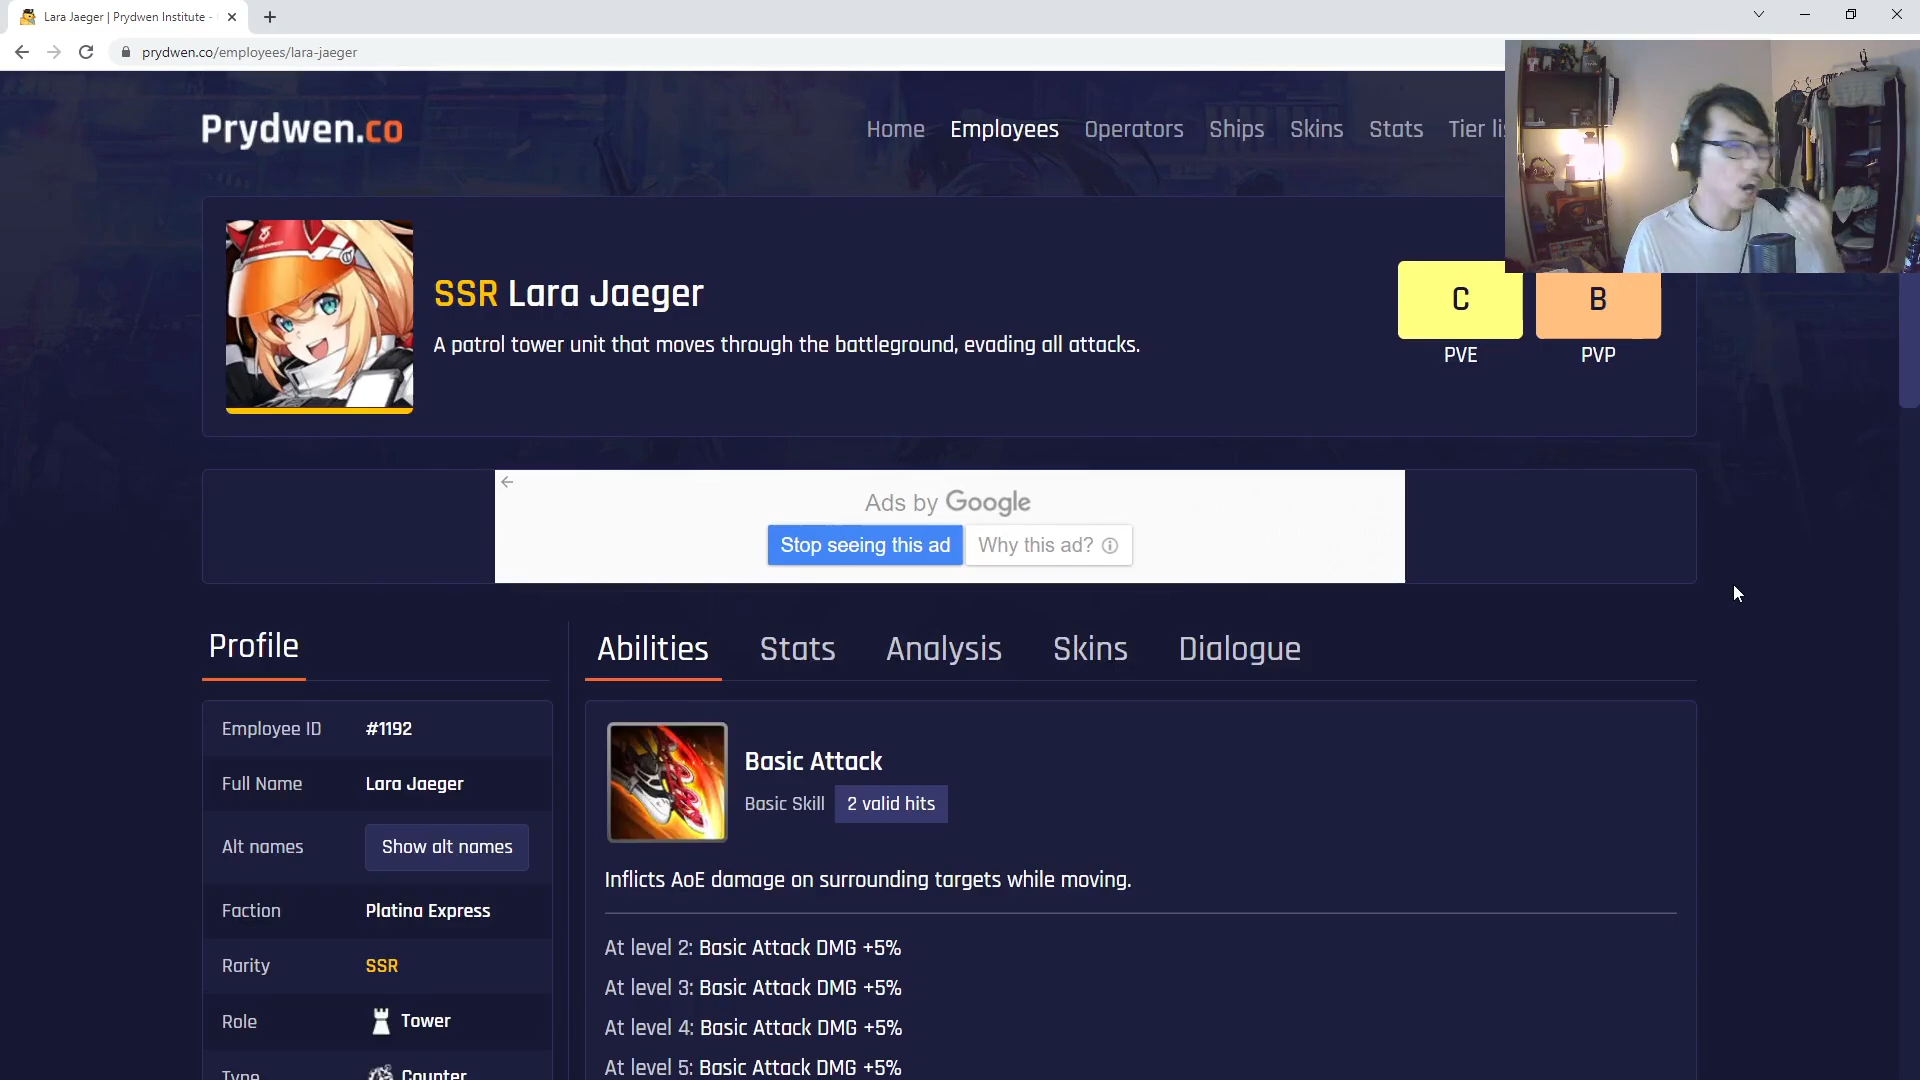 Lara Jaeger | Prydwen Institute -
prydwen.co/employees/lara-jaeger
Prydwen.co
Home Employees Operators Ships Skins Stats Tier lis
SSR Lara Jaeger
A patrol tower unit that moves through the battleground, evading all attacks.
C B
PVE PVP
Ads by Google
Stop seeing this ad Why this ad?
Profile
Abilities Stats Analysis Skins Dialogue
Employee ID #1192
Full Name Lara Jaeger
Alt names Show alt names
Faction Platina Express
Rarity SSR
Role Tower
Type Counter
Basic Attack
Basic Skill 2 valid hits
Inflicts AoE damage on surrounding targets while moving.
At level 2: Basic Attack DMG +5%
At level 3: Basic Attack DMG +5%
At level 4: Basic Attack DMG +5%
At level 5: Basic Attack DMG +5%